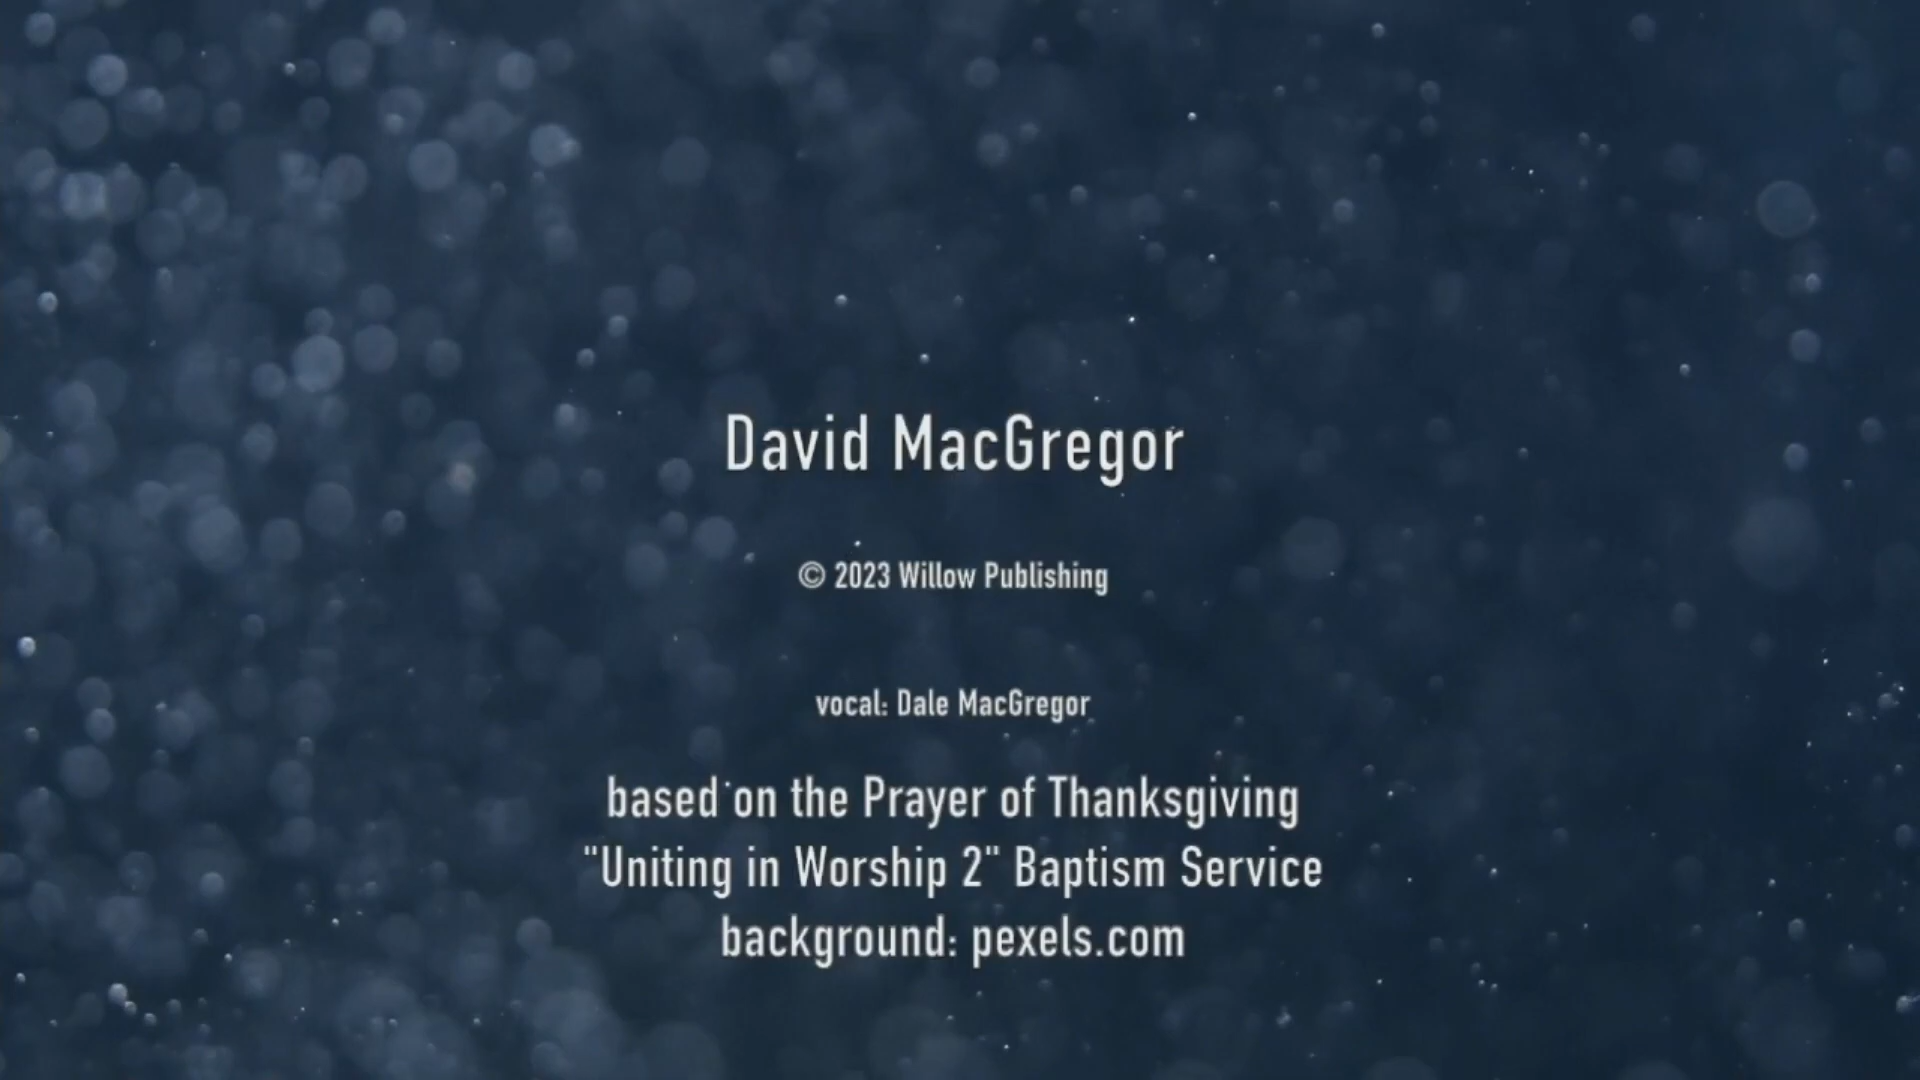 David MacGregor
© 2023 Willow Publishing
vocal: Dale MacGregor
based on the Prayer of Thanksgiving
"Uniting in Worship 2" Baptism Service
background: pexels.com